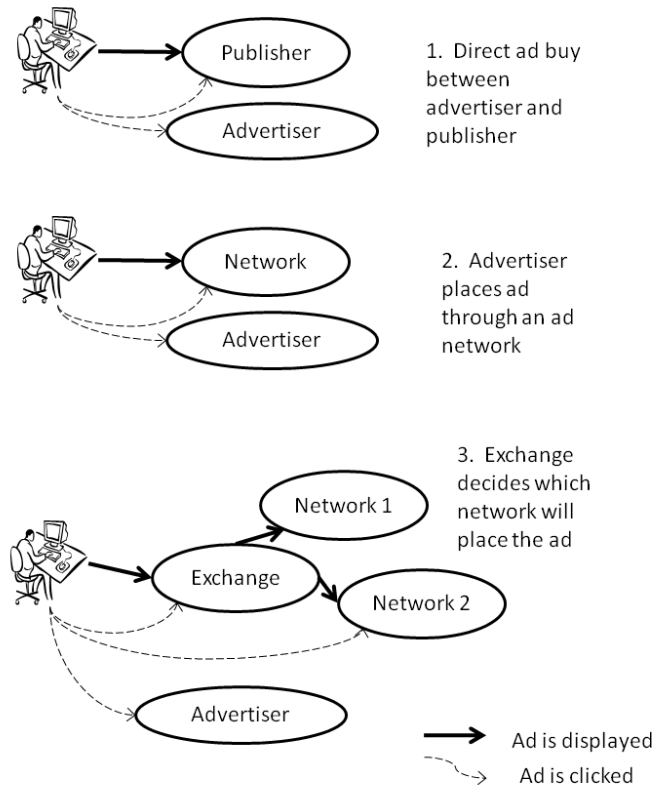 Publisher
Advertiser
1. Direct ad buy
between
advertiser and
publisher
Network
Advertiser
2. Advertiser
places ad
through an ad
network
3. Exchange
decides which
network will
place the ad
Network 1
Exchange
Network 2
Advertiser
Ad is displayed
Ad is clicked